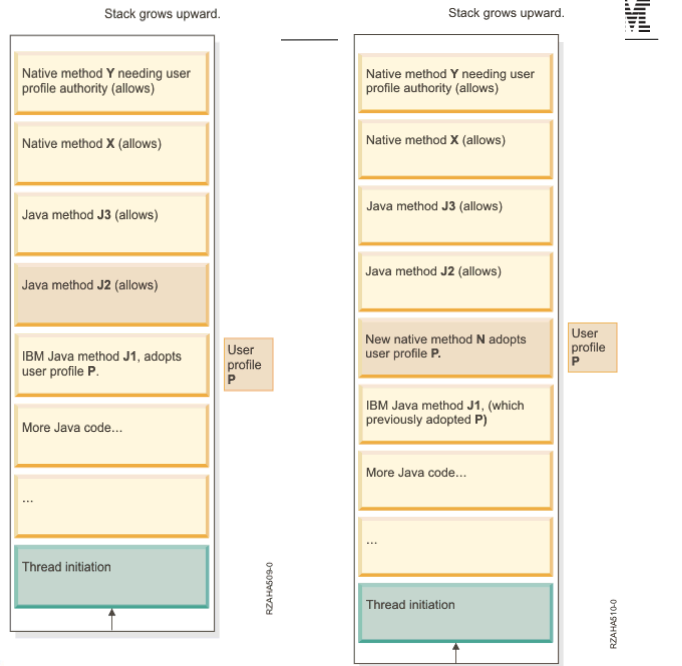 Stack grows upward.
Native method Y needing user
profile authority (allows)
Native method X (allows)
Java method J3 (allows)
Java method J2 (allows)
IBM Java method J1, adopts
user profile P.
User
profile
P
More Java code...
...
Thread initiation
RZAHA509-0
Stack grows upward.
Native method Y needing user
profile authority (allows)
Native method X (allows)
Java method J3 (allows)
Java method J2 (allows)
New native method N adopts
user profile P.
User
profile
P
IBM Java method J1, (which
previously adopted P)
More Java code...
...
Thread initiation
RZAHA510-0